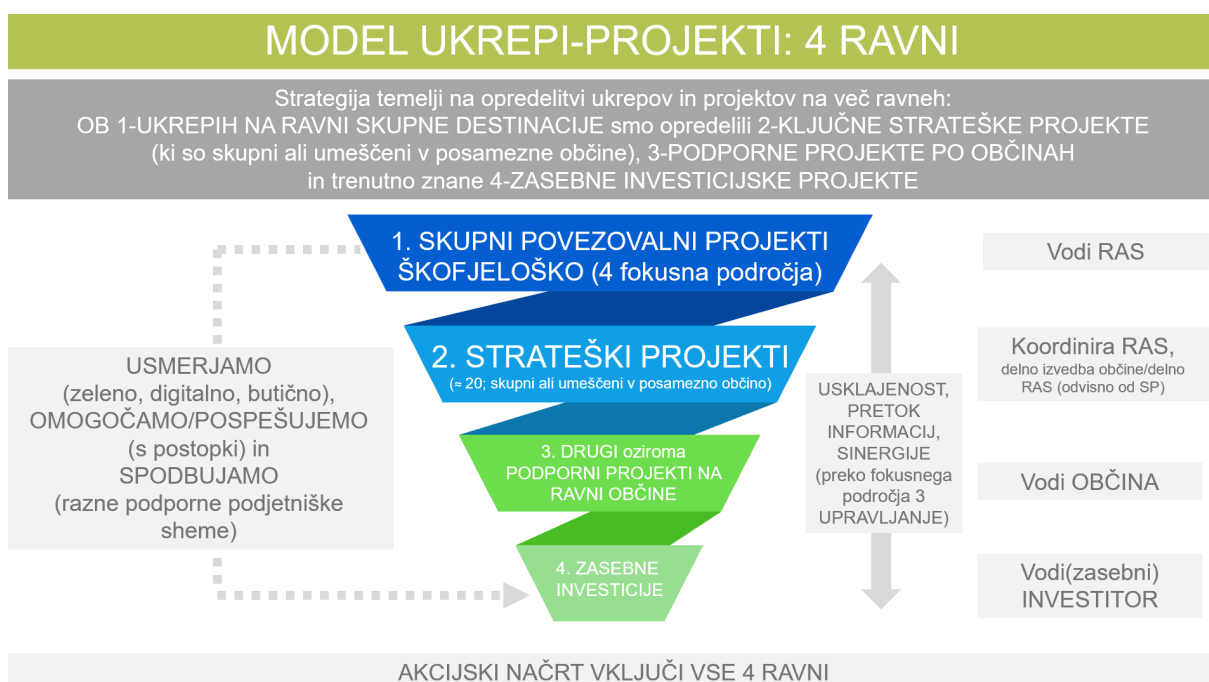 MODEL UKREPI-PROJEKTI: 4 RAVNI
Strategija temelji na opredelitvi ukrepov in projektov na več ravneh:
OB 1-UKREPIH NA RAVNI SKUPNE DESTINACIJE smo opredelili 2-KLJUČNE STRATEŠKE PROJEKTE
(ki so skupni ali umeščeni v posamezne občine), 3-PODPORNE PROJEKTE PO OBČINAH
in trenutno znane 4-ZASEBNE INVESTICIJSKE PROJEKTE
1. SKUPNI POVEZOVALNI PROJEKTI
ŠKOFJELOŠKO (4 fokusna področja)
Vodi RAS
2. STRATEŠKI PROJEKTI
(≈ 20; skupni ali umeščeni v posamezno občino)
Koordinira RAS,
delno izvedba občine/delno
RAS (odvisno od SP)
USMERJAMO
(zeleno, digitalno, butično),
OMOGOČAMO/POSPEŠUJEMO
(s postopki) in
SPODBUJAMO
(razne podporne podjetniške
sheme)
USKLAJENOST,
PRETOK
INFORMACIJ,
SINERGIJE
(preko fokusnega
področja 3
UPRAVLJANJE)
3. DRUGI oziroma
PODPORNI PROJEKTI NA
RAVNI OBČINE
Vodi OBČINA
4. ZASEBNE
INVESTICIJE
Vodi(zasebni)
INVESTITOR
AKCIJSKI NAČRT VKLJUČI VSE 4 RAVNI